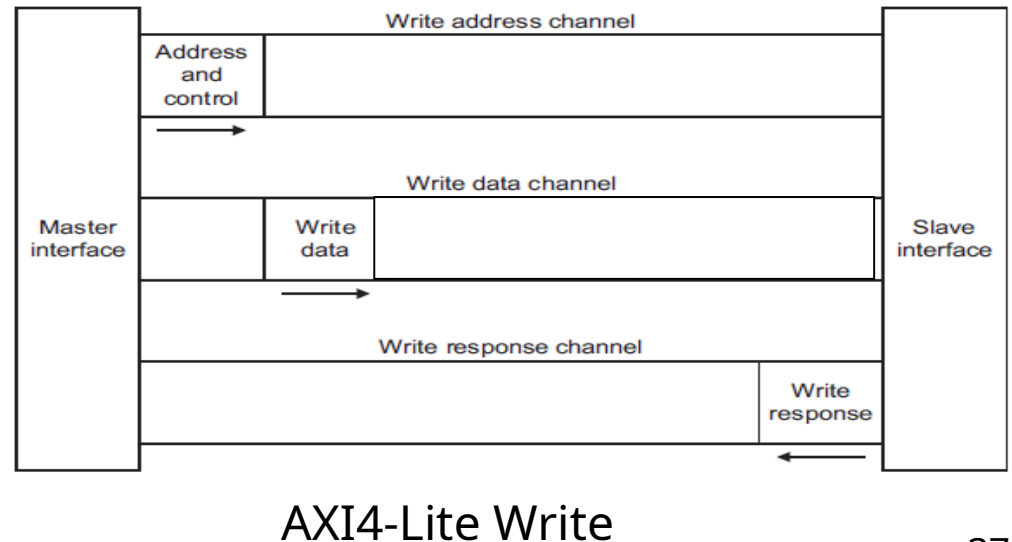 Write address channel
Address
and
control
Write data channel
Master
interface
Write
data
Slave
interface
Write response channel
Write
response
AXI4-Lite Write